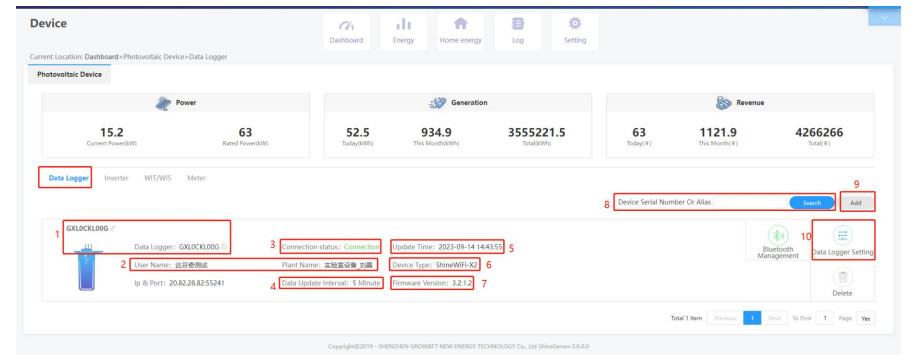 Device
Dashboard Energy Home energy Log Setting
Current Location: Dashboard>Photovoltaic Device>Data Logger
Photovoltaic Device
Power Generation Revenue
15.2 63 52.5 934.9 3555221.5 63 1121.9 4266266
Current Power(kW) Rated Power(kW) Today(kWh) This Month(kWh) Total(kWh) Today(¥) This Month(¥) Total(¥)
Data Logger Inverter WIT/WIS Meter
9
8 Device Serial Number Or Alias Search Add
1 GXL0CKL00G 10
Data Logger: GXL0CKL00G 3 Connection status: Connection Update Time: 2023-09-14 14:43:55 5
Bluetooth Management Data Logger Setting
2 User Name: 达芬奇测试 Plant Name: 实验室设备_刘晶 Device Type: ShineWIFI-X2 6
Ip & Port: 20.82.28.82:55241 4 Data Update Interval: 5 Minute Firmware Version: 3.2.1.2 7
Delete
Total 1 Item Previous 1 Next To First 1 Page Yes
Copyright©2019 - SHENZHEN GROWATT NEW ENERGY TECHNOLOGY Co., Ltd ShineServer-3.6.0.0